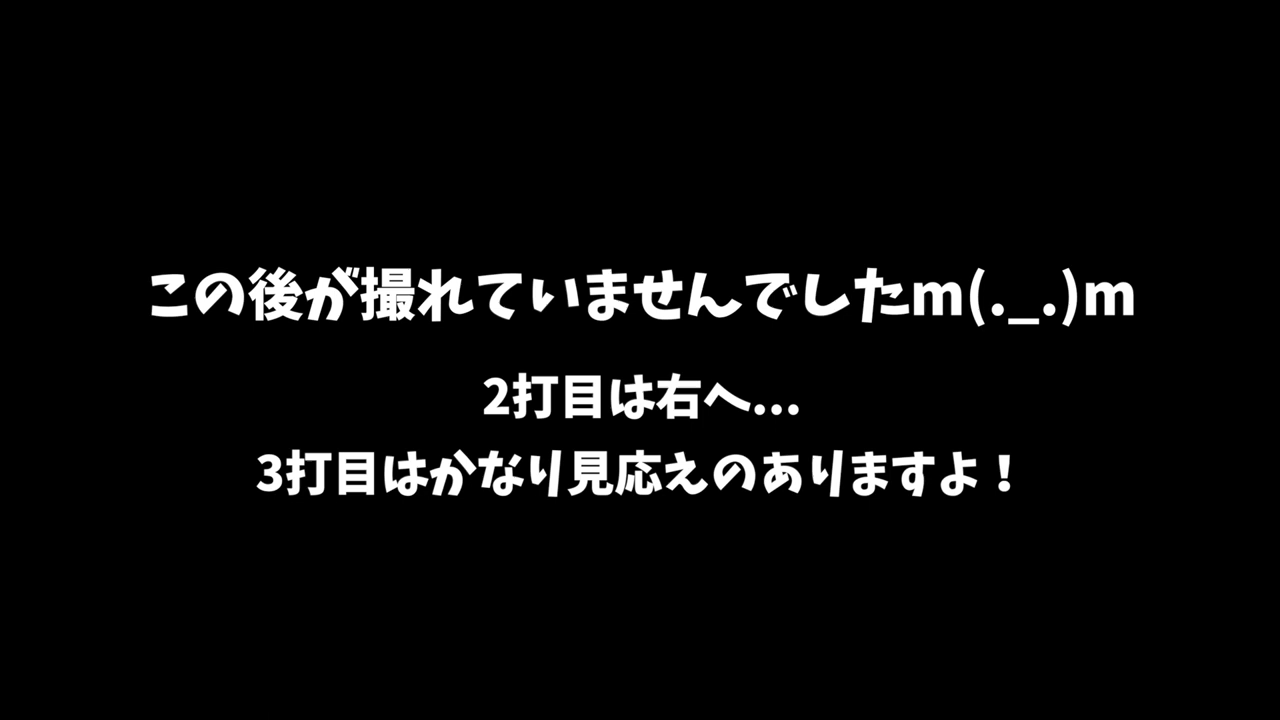 この後が撮れていませんでしたm(._.)m
2打目は右へ...
3打目はかなり見応えのありますよ！